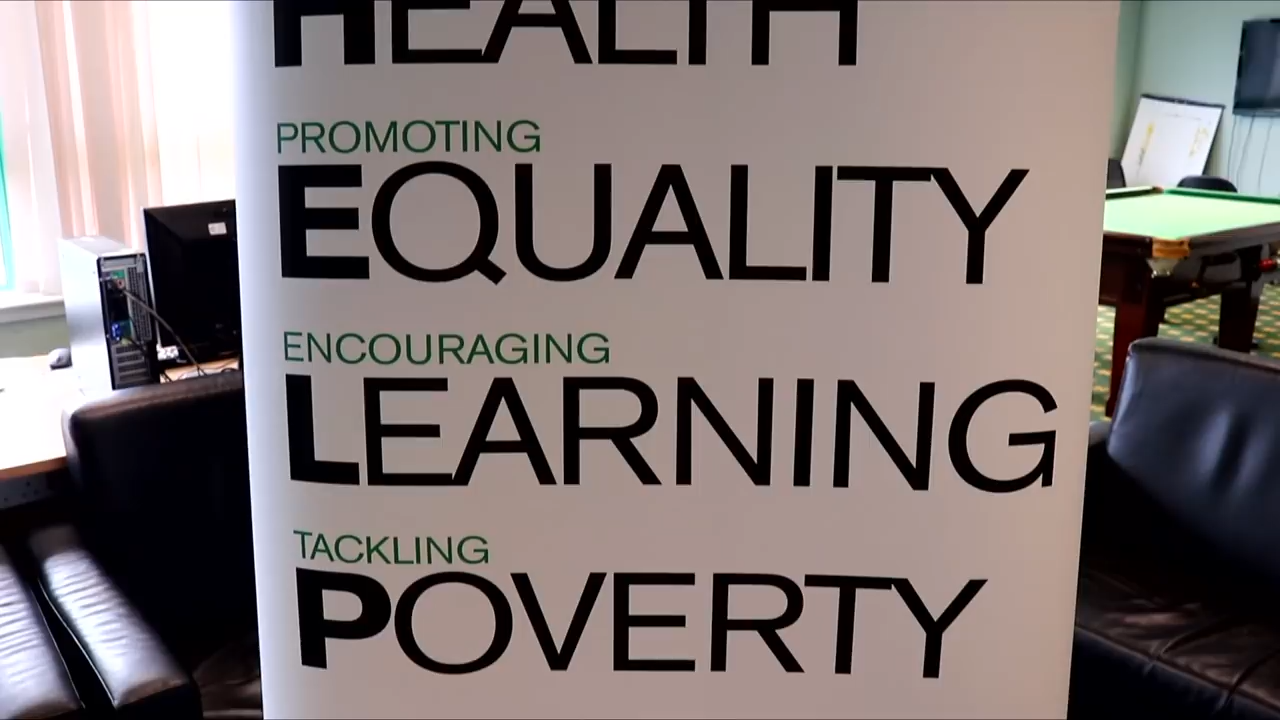 HEALTH
PROMOTING
EQUALITY
ENCOURAGING
LEARNING
TACKLING
POVERTY